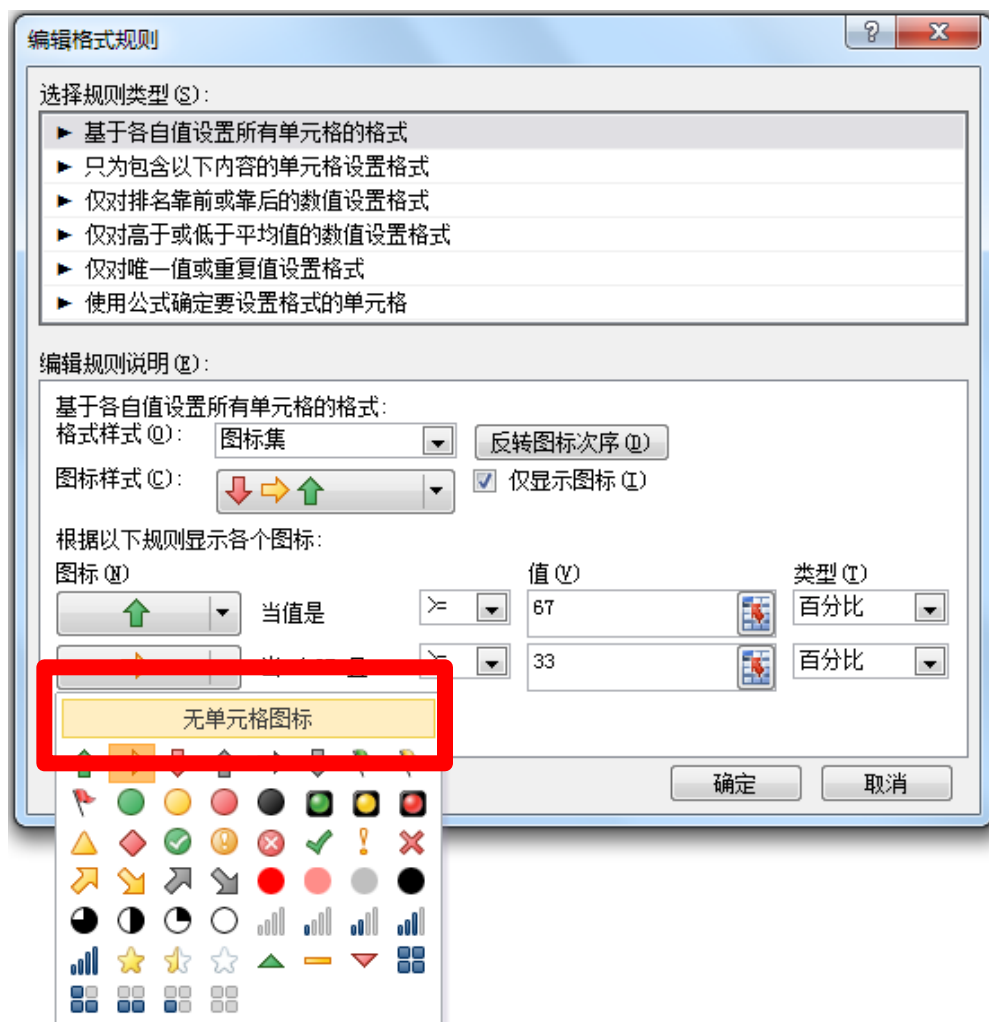 编辑格式规则
选择规则类型(S):
► 基于各自值设置所有单元格的格式
► 只为包含以下内容的单元格设置格式
► 仅对排名靠前或靠后的数值设置格式
► 仅对高于或低于平均值的数值设置格式
► 仅对唯一值或重复值设置格式
► 使用公式确定要设置格式的单元格
编辑规则说明(E):
基于各自值设置所有单元格的格式:
格式样式(O): 图标集 反转图标次序(D)
图标样式(C): 仅显示图标(I)
根据以下规则显示各个图标:
图标(N) 值(V) 类型(T)
当值是 >= 67 百分比
>= 33 百分比
无单元格图标
确定 取消